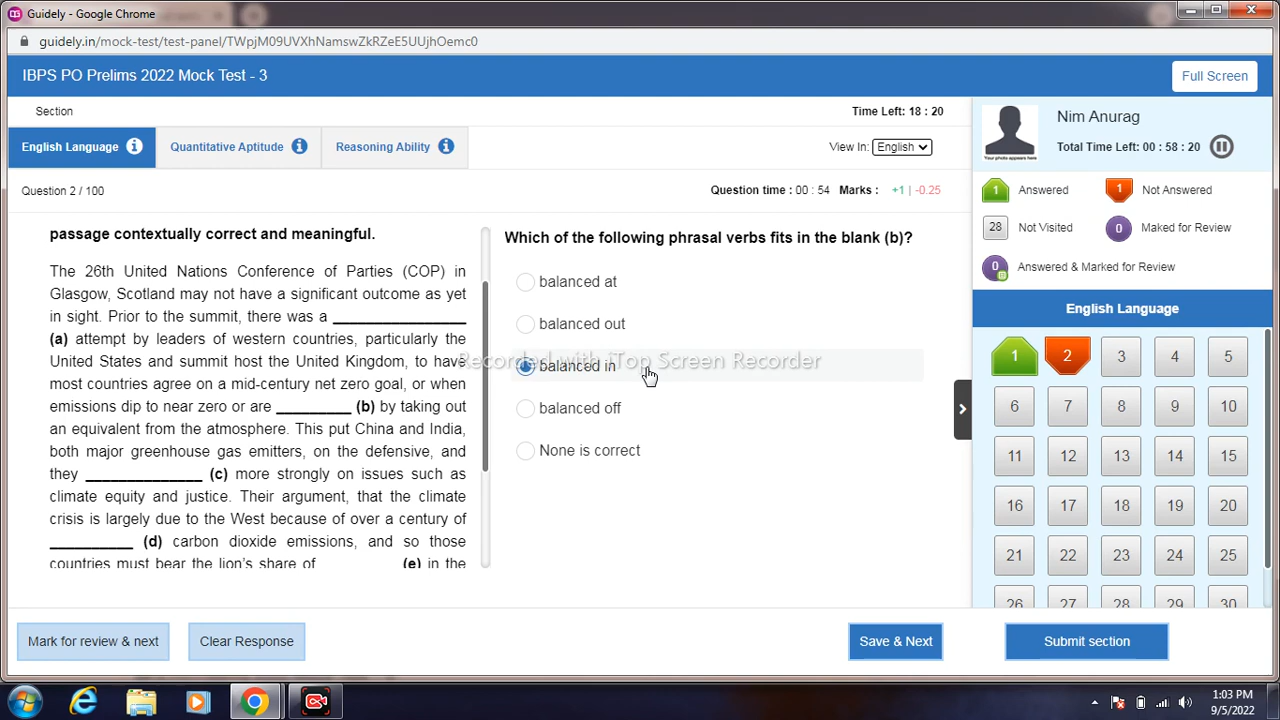 Guidely - Google Chrome
guidely.in/mock-test/test-panel/TWpjM09UVXhNamswZkRZeE5UUjhOemc0
IBPS PO Prelims 2022 Mock Test - 3
Full Screen
Section
Time Left: 18 : 20
English Language
Quantitative Aptitude
Reasoning Ability
View In: English
Question 2 / 100
Question time : 00 : 54 Marks : +1 | -0.25
passage contextually correct and meaningful.
The 26th United Nations Conference of Parties (COP) in
Glasgow, Scotland may not have a significant outcome as yet
in sight. Prior to the summit, there was a ________________
(a) attempt by leaders of western countries, particularly the
United States and summit host the United Kingdom, to have
most countries agree on a mid-century net zero goal, or when
emissions dip to near zero or are _________ (b) by taking out
an equivalent from the atmosphere. This put China and India,
both major greenhouse gas emitters, on the defensive, and
they ______________ (c) more strongly on issues such as
climate equity and justice. Their argument, that the climate
crisis is largely due to the West because of over a century of
__________ (d) carbon dioxide emissions, and so those
countries must bear the lion's share of __________ (e) in the
Which of the following phrasal verbs fits in the blank (b)?
balanced at
balanced out
balanced in
balanced off
None is correct
Recorded with iTop Screen Recorder
Mark for review & next
Clear Response
Save & Next
Submit section
Your photo appears here
Nim Anurag
Total Time Left: 00 : 58 : 20
1 Answered
1 Not Answered
28 Not Visited
0 Maked for Review
0 Answered & Marked for Review
English Language
1 2 3 4 5
6 7 8 9 10
11 12 13 14 15
16 17 18 19 20
21 22 23 24 25
26 27 28 29 30
1:03 PM
9/5/2022